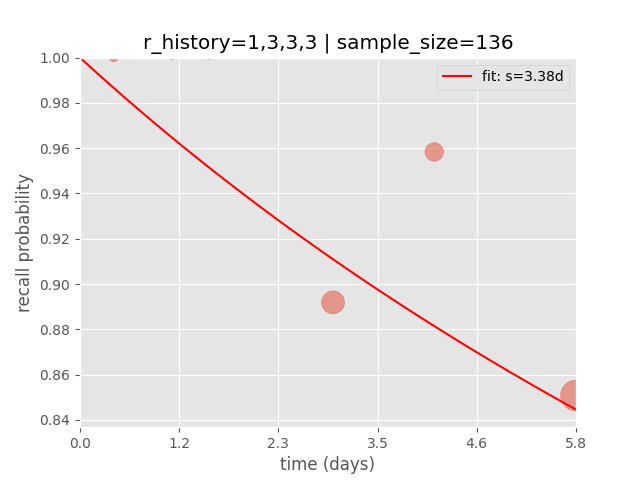 r_history=1,3,3,3 | sample_size=136
fit: s=3.38d
1.00
0.98
0.96
0.94
0.92
0.90
0.88
0.86
0.84
recall probability
0.0 1.2 2.3 3.5 4.6 5.8
time (days)